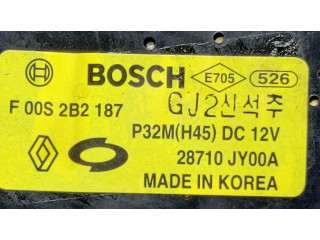 BOSCH E705 526
F 00S 2B2 187 GJ2신석주
P32M(H45) DC 12V
28710 JY00A
MADE IN KOREA